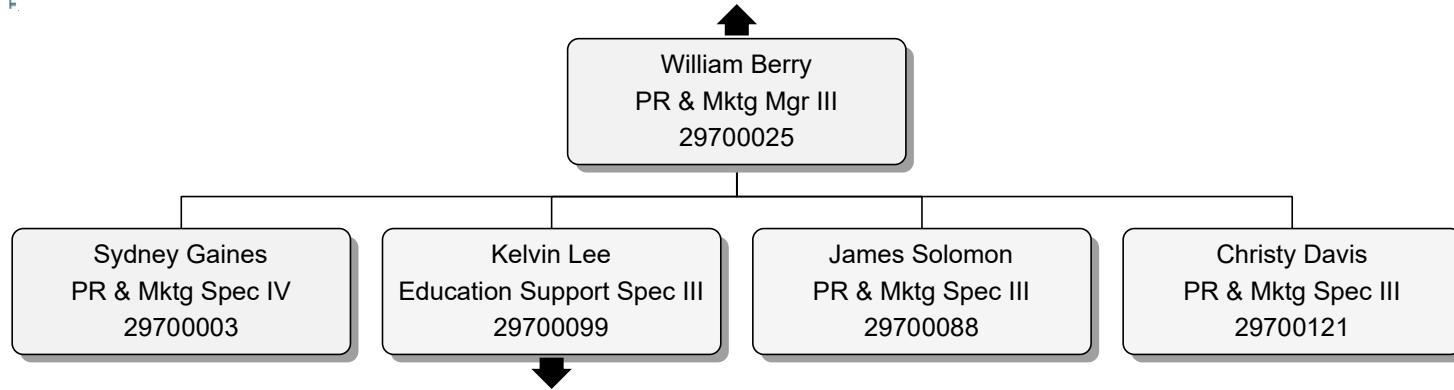 William Berry
PR & Mktg Mgr III
29700025
Sydney Gaines
PR & Mktg Spec IV
29700003
Kelvin Lee
Education Support Spec III
29700099
James Solomon
PR & Mktg Spec III
29700088
Christy Davis
PR & Mktg Spec III
29700121